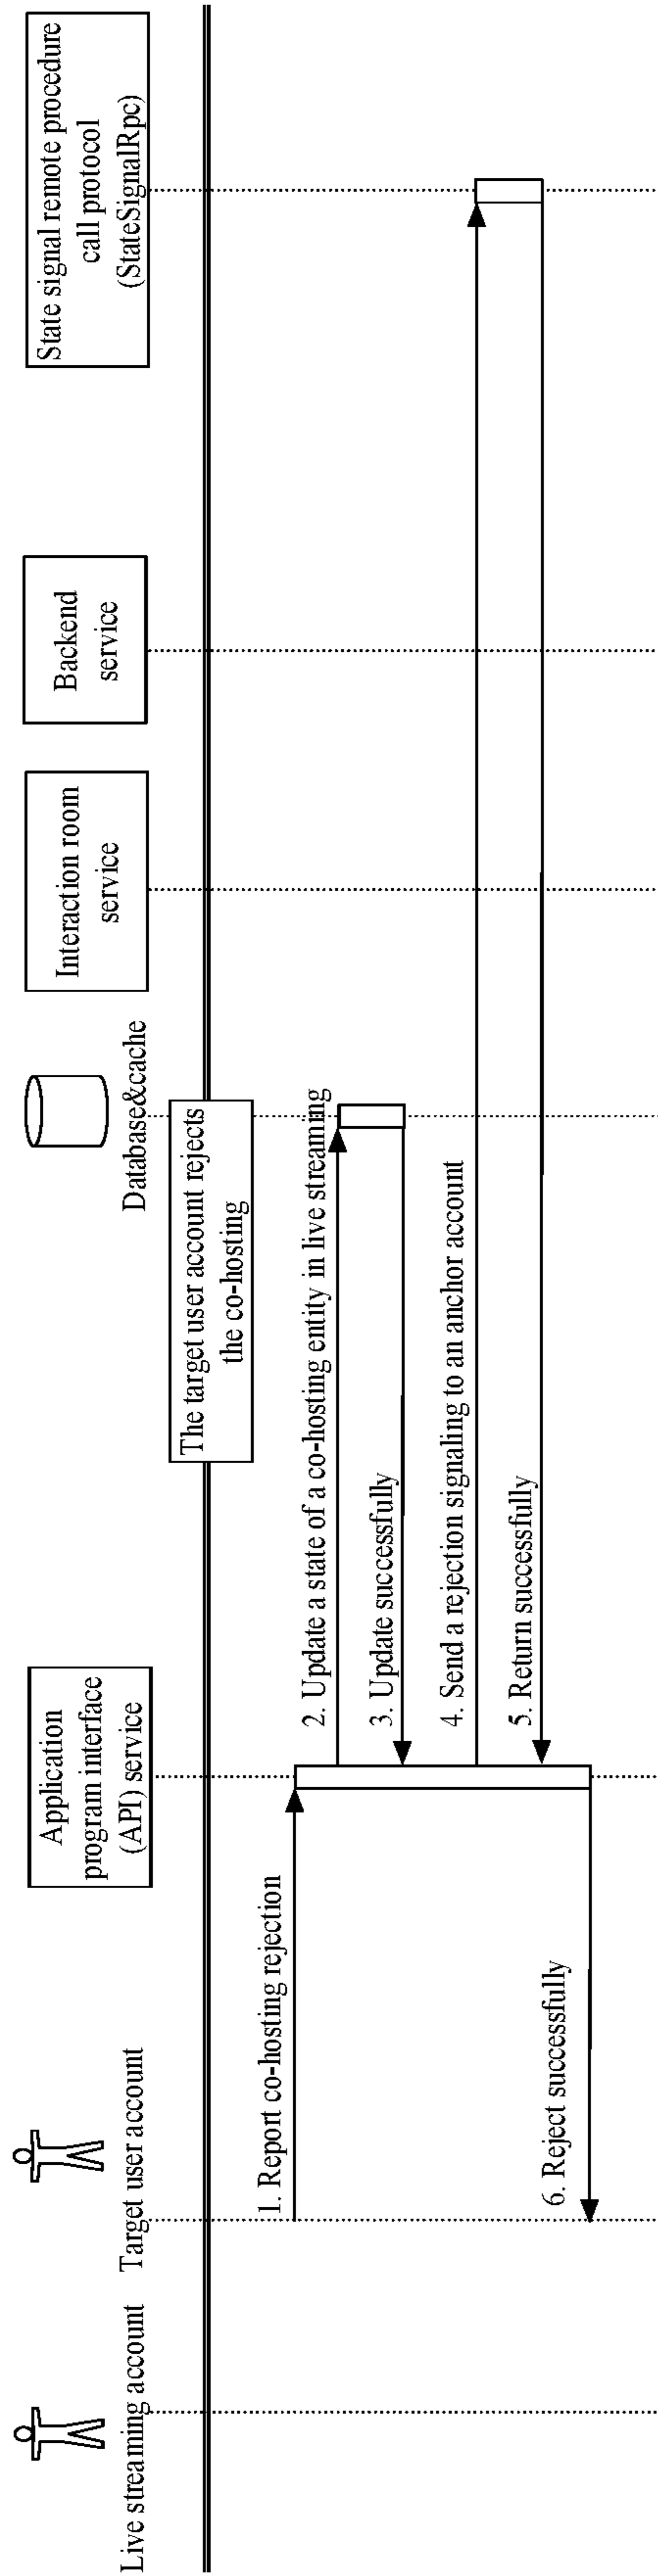 Live streaming account
Target user account
Application
program interface
(API) service
Database&cache
Interaction room
service
Backend
service
State signal remote procedure
call protocol
(StateSignalRpc)
The target user account rejects
the co-hosting
1. Report co-hosting rejection
2. Update a state of a co-hosting entity in live streaming
3. Update successfully
4. Send a rejection signaling to an anchor account
5. Return successfully
6. Reject successfully